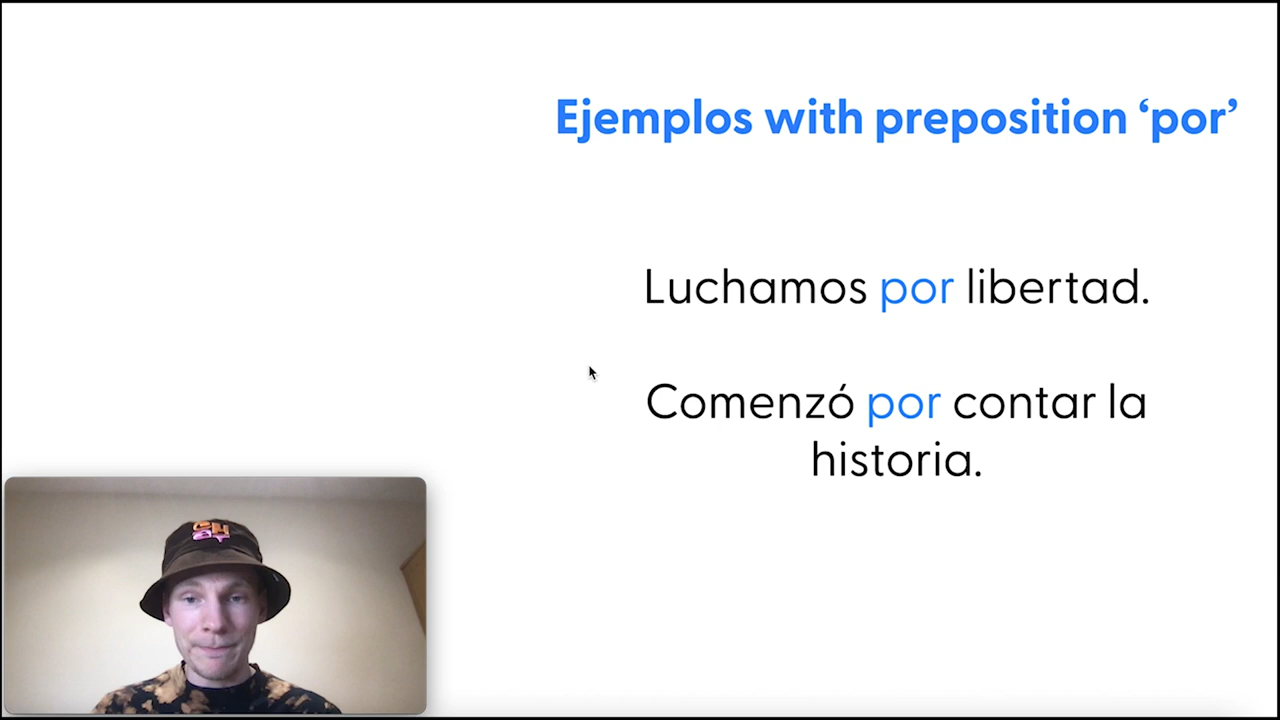 Ejemplos with preposition ‘por’
Luchamos por libertad.
Comenzó por contar la
historia.